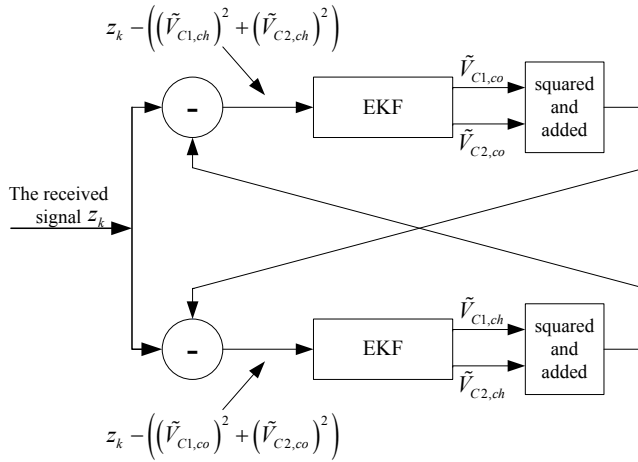 z_k − ((Ṽ_{C1,ch})² + (Ṽ_{C2,ch})²)
-
EKF
Ṽ_{C1,co}
Ṽ_{C2,co}
squared
and
added
The received
signal z_k
-
EKF
Ṽ_{C1,ch}
Ṽ_{C2,ch}
squared
and
added
z_k − ((Ṽ_{C1,co})² + (Ṽ_{C2,co})²)